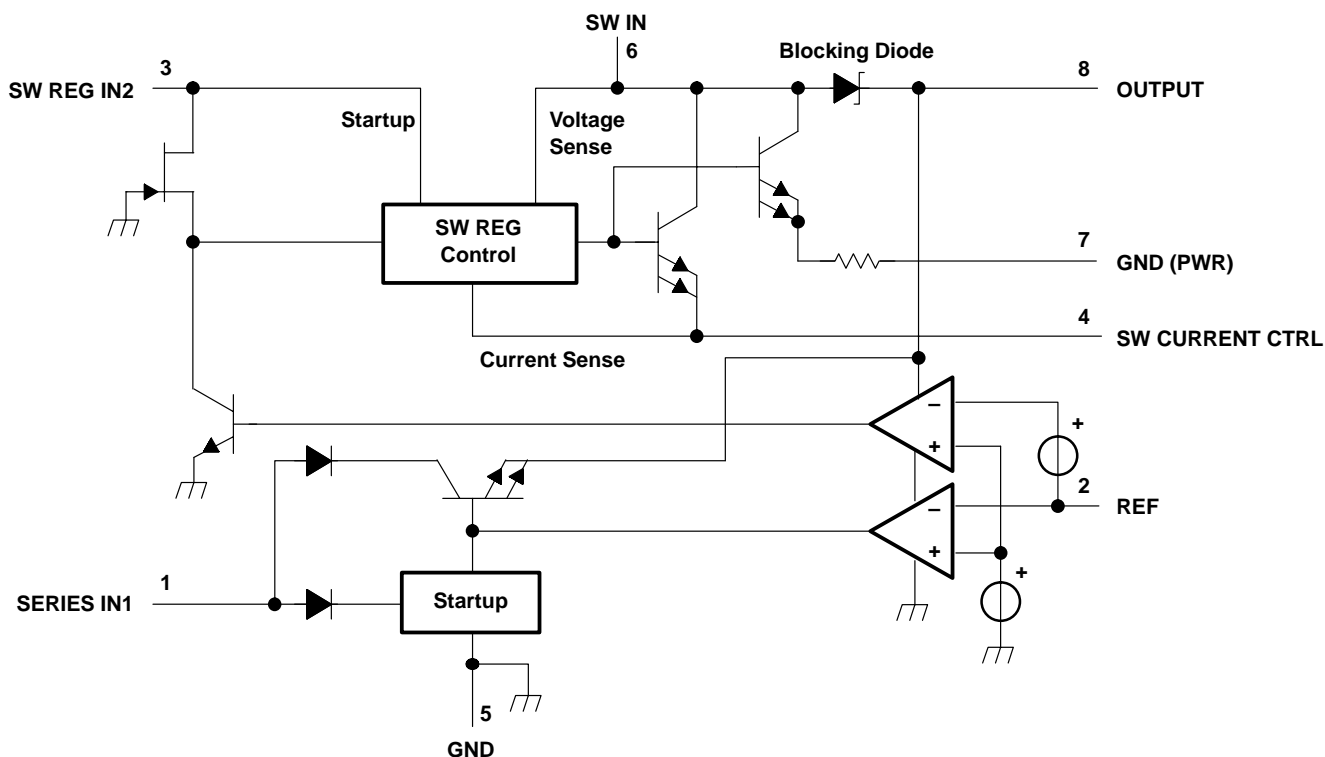 SW IN
6
Blocking Diode
3
8
SW REG IN2
OUTPUT
Startup
Voltage
Sense
SW REG
Control
7
GND (PWR)
4
SW CURRENT CTRL
Current Sense
–
+
+
2
REF
–
+
+
1
SERIES IN1
Startup
5
GND